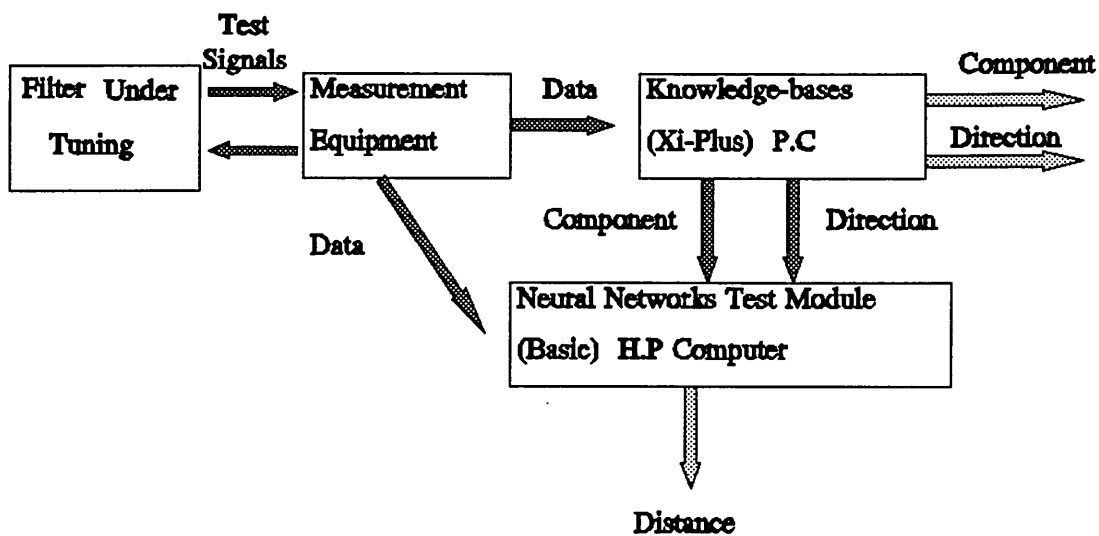 Test
Signals
Filter Under
Tuning
Measurement
Equipment
Data
Knowledge-bases
(Xi-Plus) P.C
Component
Direction
Data
Component
Direction
Neural Networks Test Module
(Basic) H.P Computer
Distance